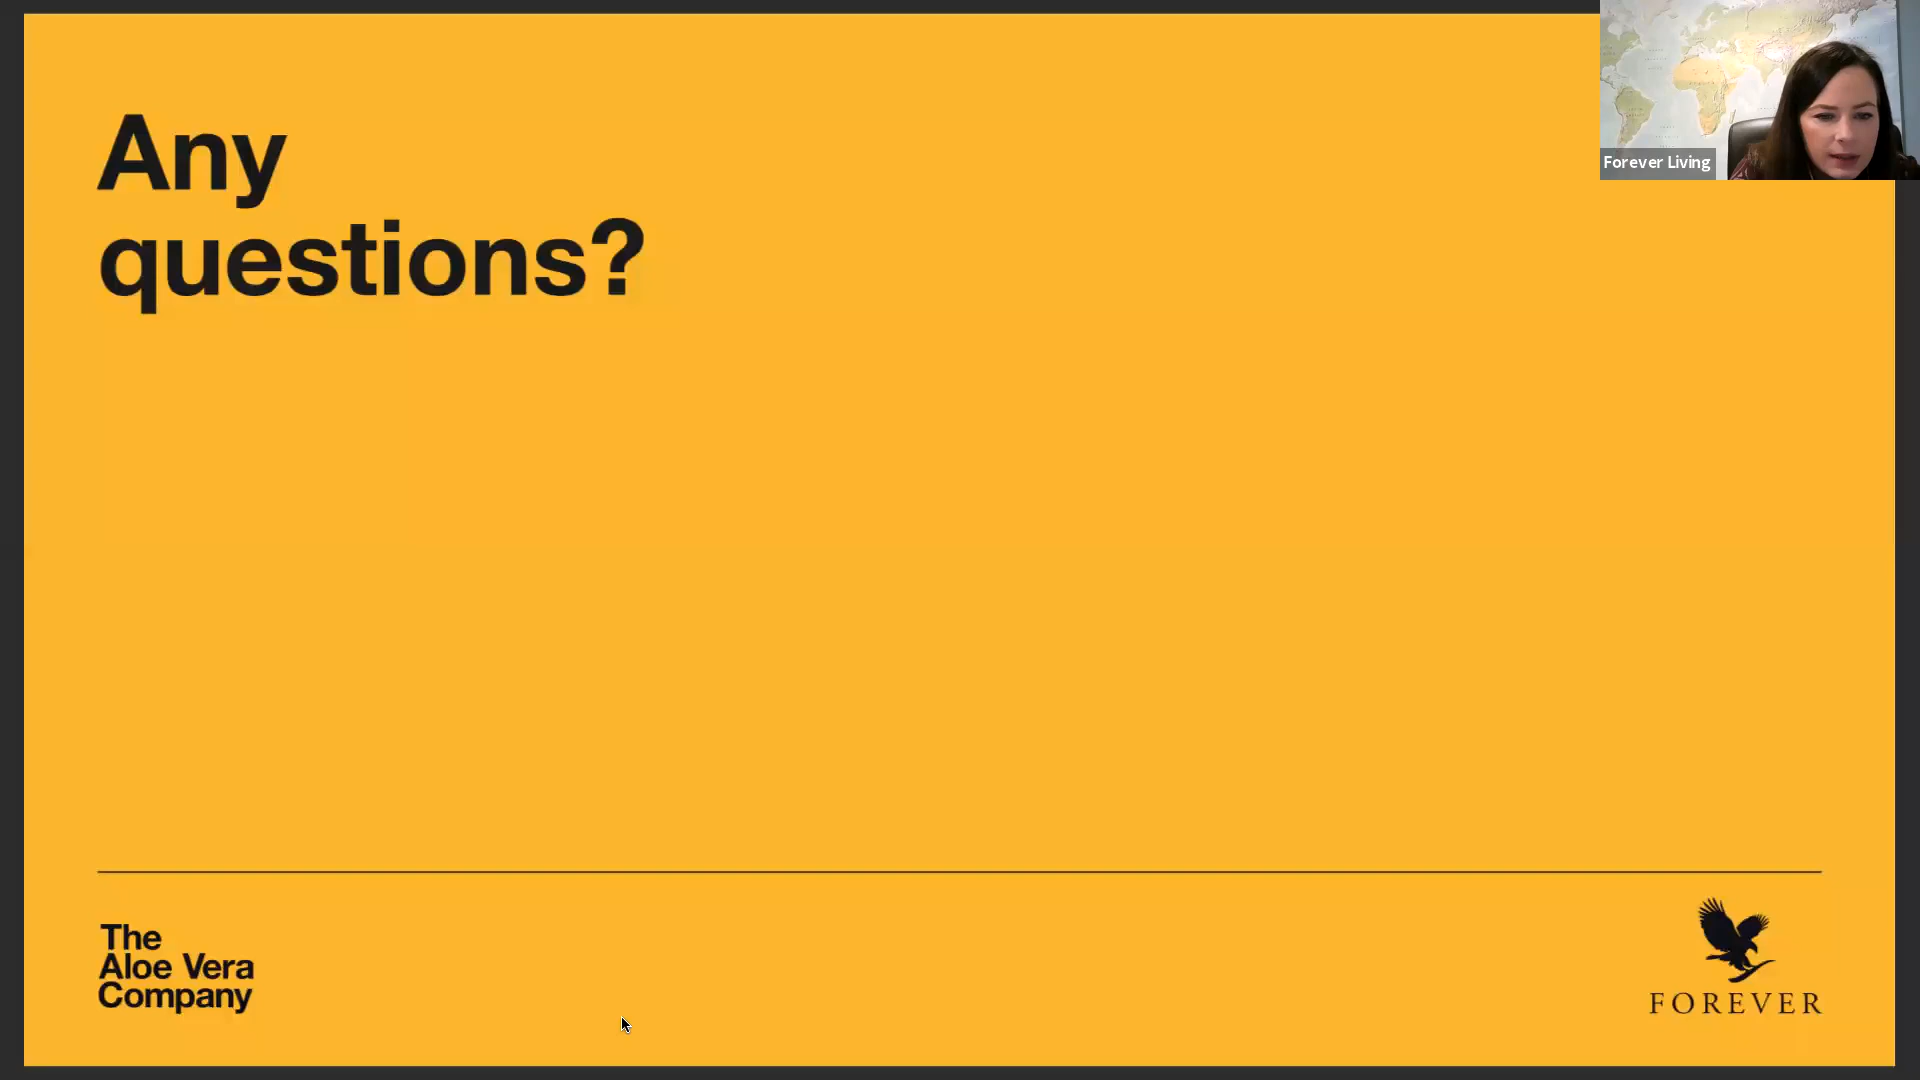 Any
questions?
Forever Living
The
Aloe Vera
Company
FOREVER